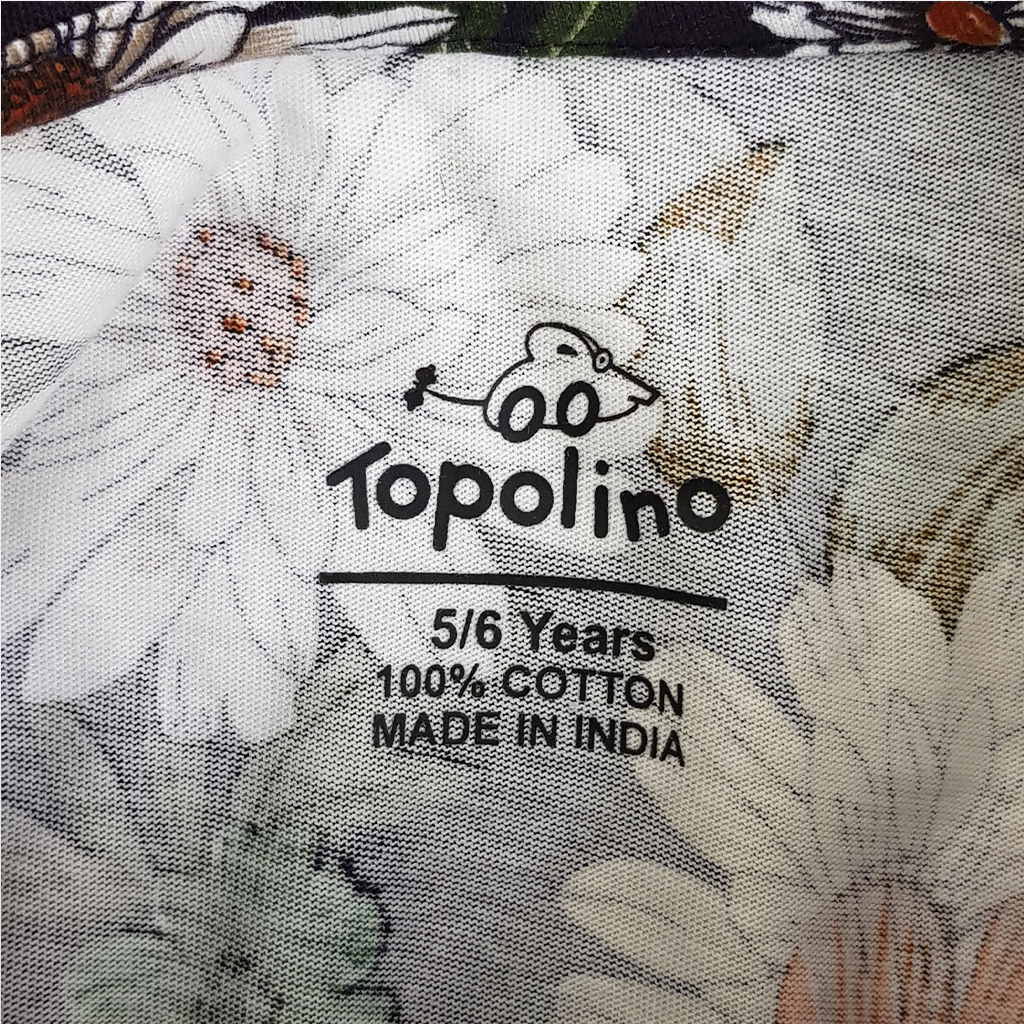 Topolino
5/6 Years
100% COTTON
MADE IN INDIA